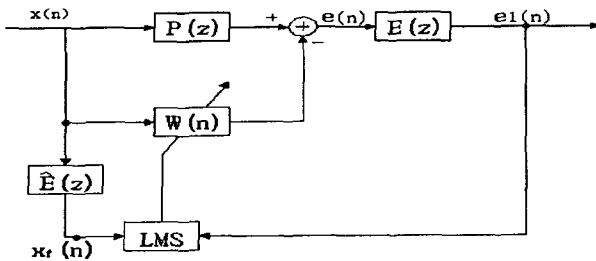 x(n)
P(z)
+
+
−
e(n)
E(z)
e1(n)
W(n)
Ê(z)
LMS
xf(n)